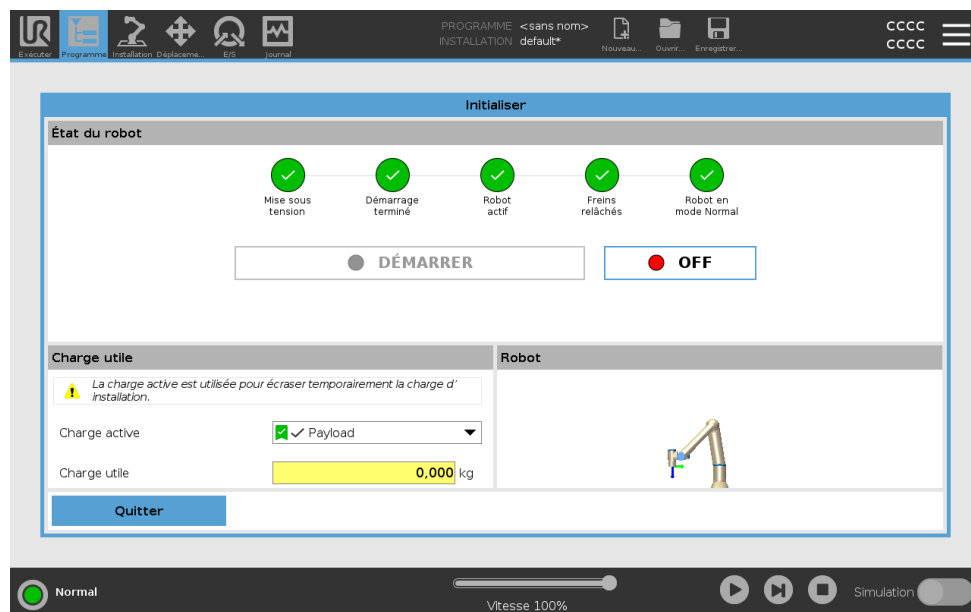 UR
PROGRAMME <sans nom>
INSTALLATION default*
CCCC
CCCC
Exécuter Programme Installation Déplaceme... E/S Journal Nouveau... Ouvrir... Enregistrer...
Initialiser
État du robot
Mise sous tension
Démarrage terminé
Robot actif
Freins relâchés
Robot en mode Normal
DÉMARRER
OFF
Charge utile
Robot
La charge active est utilisée pour écraser temporairement la charge d'
installation.
Charge active
Payload
Charge utile
0,000 kg
Quitter
Normal
Vitesse 100%
Simulation